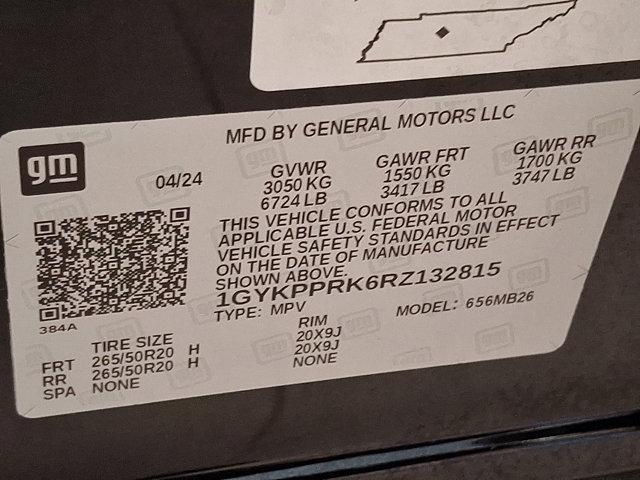 MFD BY GENERAL MOTORS LLC
gm
04/24
GVWR GAWR FRT GAWR RR
3050 KG 1550 KG 1700 KG
6724 LB 3417 LB 3747 LB
THIS VEHICLE CONFORMS TO ALL
APPLICABLE U.S. FEDERAL MOTOR
VEHICLE SAFETY STANDARDS IN EFFECT
ON THE DATE OF MANUFACTURE
SHOWN ABOVE.
1GYKPPRK6RZ132815
TYPE: MPV MODEL: 656MB26
384A
TIRE SIZE RIM
FRT 265/50R20 H 20X9J
RR 265/50R20 H 20X9J
SPA NONE NONE